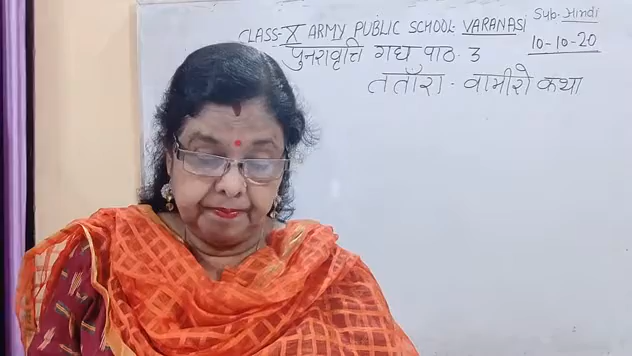 Sub. Hindi
CLASS-X ARMY PUBLIC SCHOOL VARANASI
10-10-20
पुनरावृत्ति गद्य पाठ. 3
तताँरा - वामीरो कथा